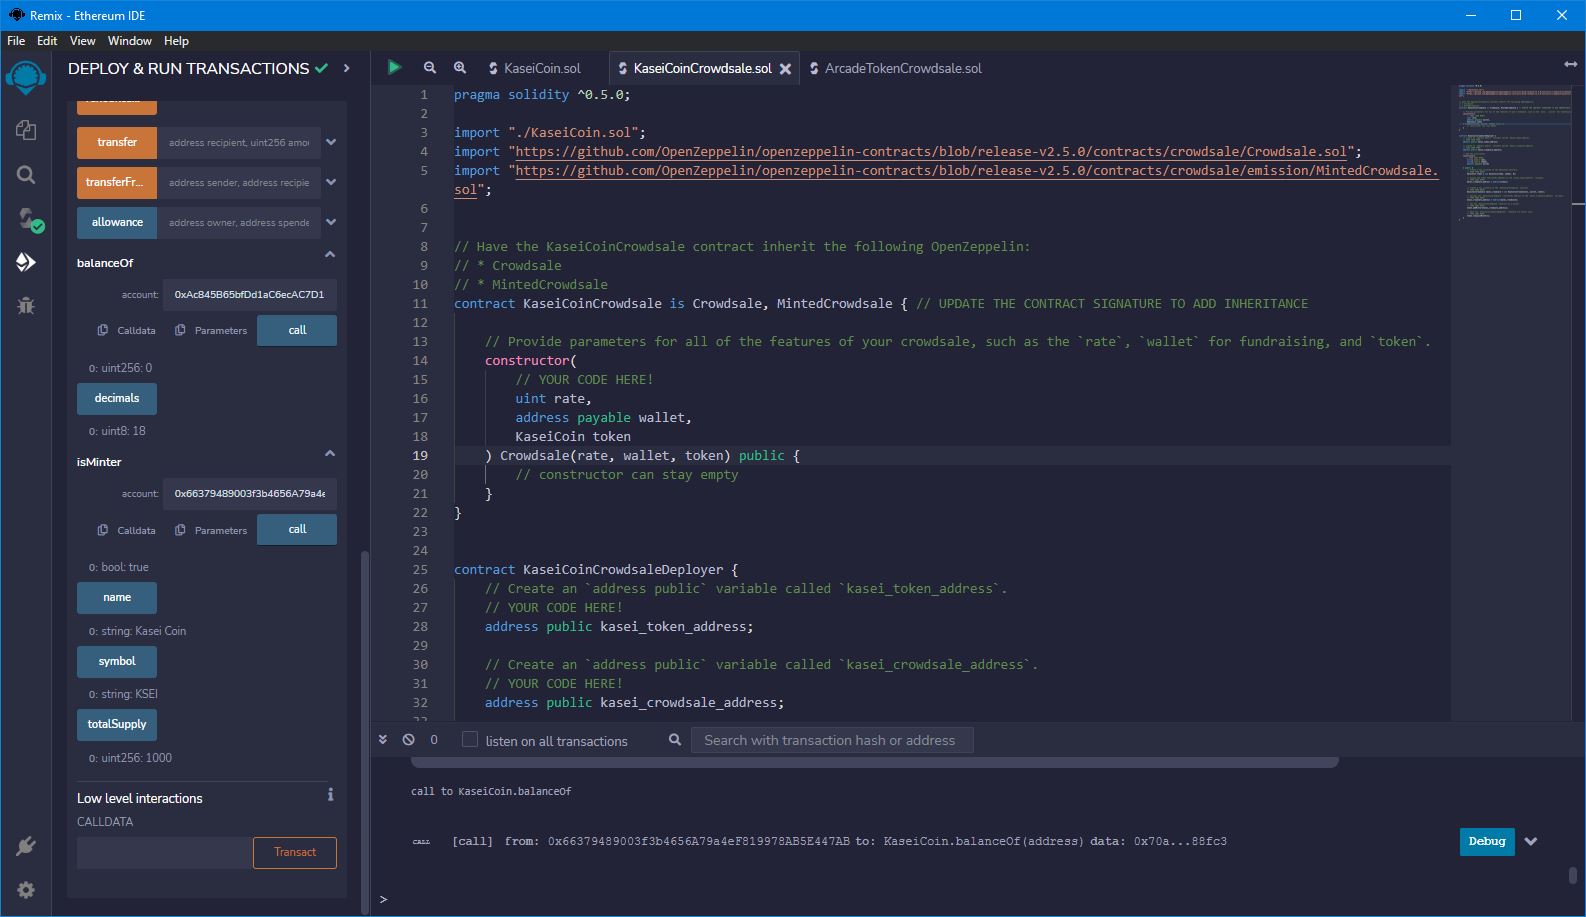 Remix - Ethereum IDE
File Edit View Window Help
DEPLOY & RUN TRANSACTIONS
transfer address recipient, uint256 amou
transferFr... address sender, address recipie
allowance address owner, address spende
balanceOf
account: 0xAc845B65bfDd1aC6ecAC7D1
Calldata Parameters call
0: uint256: 0
decimals
0: uint8: 18
isMinter
account: 0x66379489003f3b4656A79a4e
Calldata Parameters call
0: bool: true
name
0: string: Kasei Coin
symbol
0: string: KSEI
totalSupply
0: uint256: 1000
Low level interactions
CALLDATA
Transact
KaseiCoin.sol KaseiCoinCrowdsale.sol ArcadeTokenCrowdsale.sol
1 pragma solidity ^0.5.0;
2
3 import "./KaseiCoin.sol";
4 import "https://github.com/OpenZeppelin/openzeppelin-contracts/blob/release-v2.5.0/contracts/crowdsale/Crowdsale.sol";
5 import "https://github.com/OpenZeppelin/openzeppelin-contracts/blob/release-v2.5.0/contracts/crowdsale/emission/MintedCrowdsale.
sol";
6
7
8 // Have the KaseiCoinCrowdsale contract inherit the following OpenZeppelin:
9 // * Crowdsale
10 // * MintedCrowdsale
11 contract KaseiCoinCrowdsale is Crowdsale, MintedCrowdsale { // UPDATE THE CONTRACT SIGNATURE TO ADD INHERITANCE
12
13 // Provide parameters for all of the features of your crowdsale, such as the `rate`, `wallet` for fundraising, and `token`.
14 constructor(
15 // YOUR CODE HERE!
16 uint rate,
17 address payable wallet,
18 KaseiCoin token
19 ) Crowdsale(rate, wallet, token) public {
20 // constructor can stay empty
21 }
22 }
23
24
25 contract KaseiCoinCrowdsaleDeployer {
26 // Create an `address public` variable called `kasei_token_address`.
27 // YOUR CODE HERE!
28 address public kasei_token_address;
29
30 // Create an `address public` variable called `kasei_crowdsale_address`.
31 // YOUR CODE HERE!
32 address public kasei_crowdsale_address;
0 listen on all transactions Search with transaction hash or address
call to KaseiCoin.balanceOf
CALL [call] from: 0x66379489003f3b4656A79a4eF819978AB5E447AB to: KaseiCoin.balanceOf(address) data: 0x70a...88fc3 Debug
>